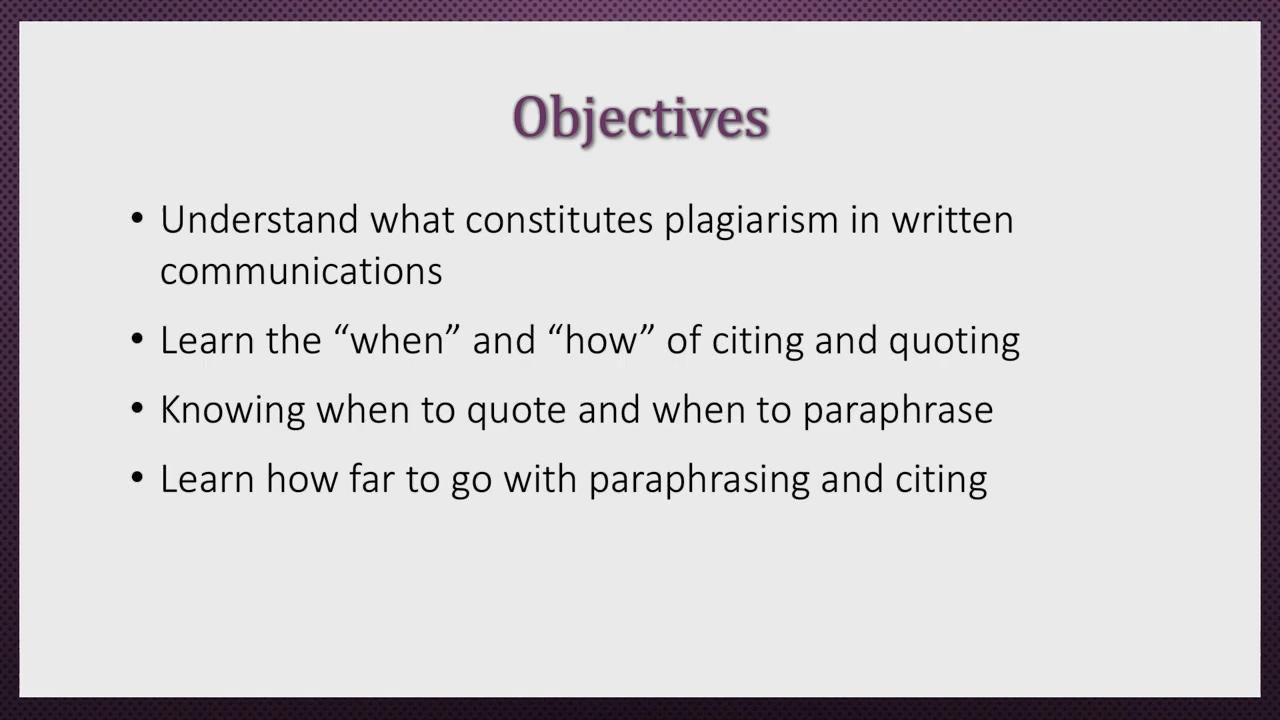 Objectives
• Understand what constitutes plagiarism in written
communications
• Learn the “when” and “how” of citing and quoting
• Knowing when to quote and when to paraphrase
• Learn how far to go with paraphrasing and citing